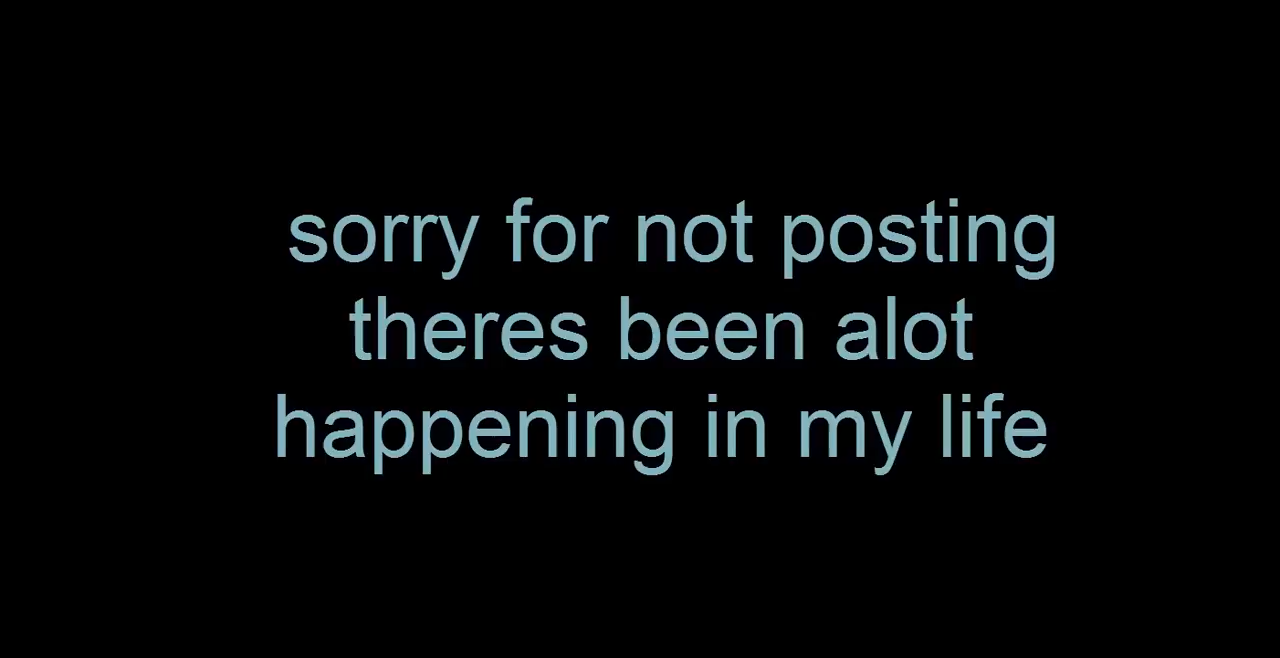 sorry for not posting
theres been alot
happening in my life